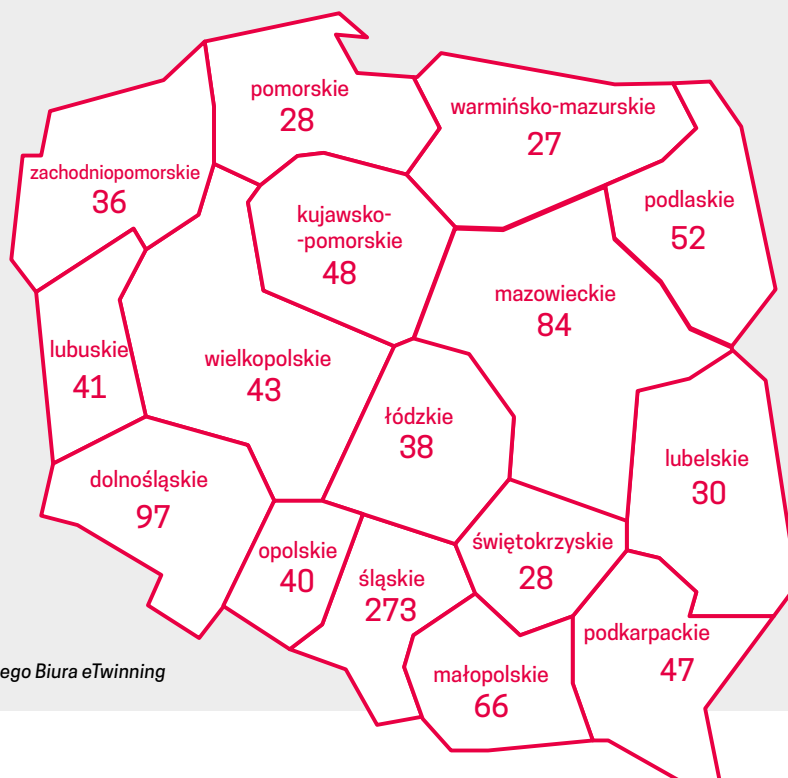 pomorskie
28
warmińsko-mazurskie
27
zachodniopomorskie
36
podlaskie
52
kujawsko-
-pomorskie
48
mazowieckie
84
lubuskie
41
wielkopolskie
43
łódzkie
38
lubelskie
30
dolnośląskie
97
opolskie
40
śląskie
273
świętokrzyskie
28
podkarpackie
47
małopolskie
66
ego Biura eTwinning